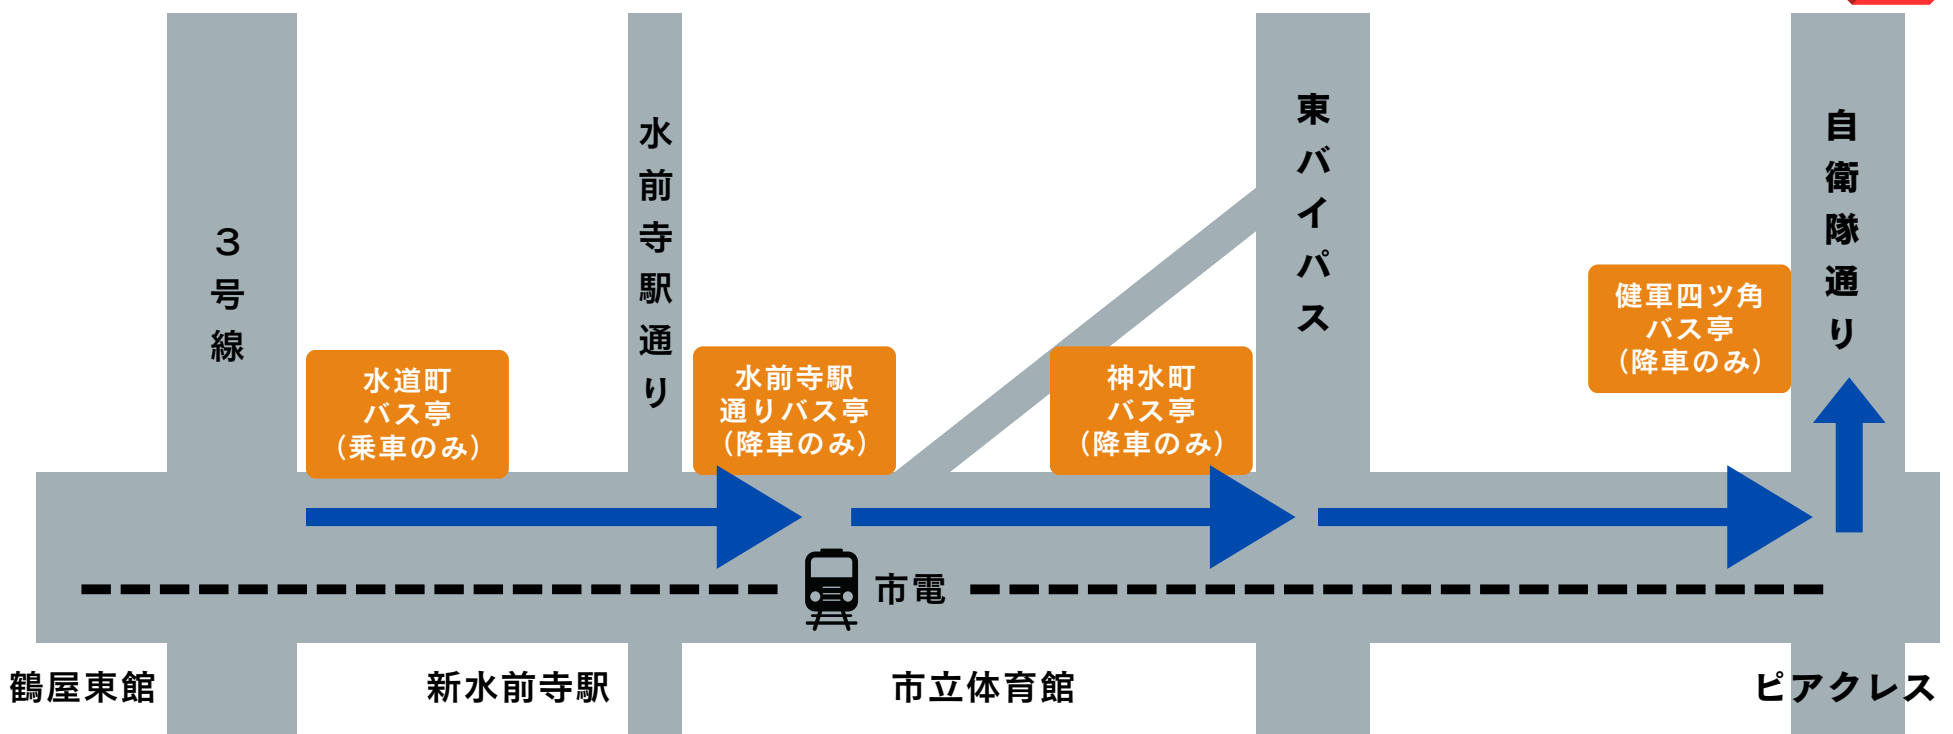 3号線
水前寺駅通り
東バイパス
自衛隊通り
水道町
バス亭
(乗車のみ)
水前寺駅
通りバス亭
(降車のみ)
神水町
バス亭
(降車のみ)
健軍四ツ角
バス亭
(降車のみ)
市電
鶴屋東館
新水前寺駅
市立体育館
ピアクレス